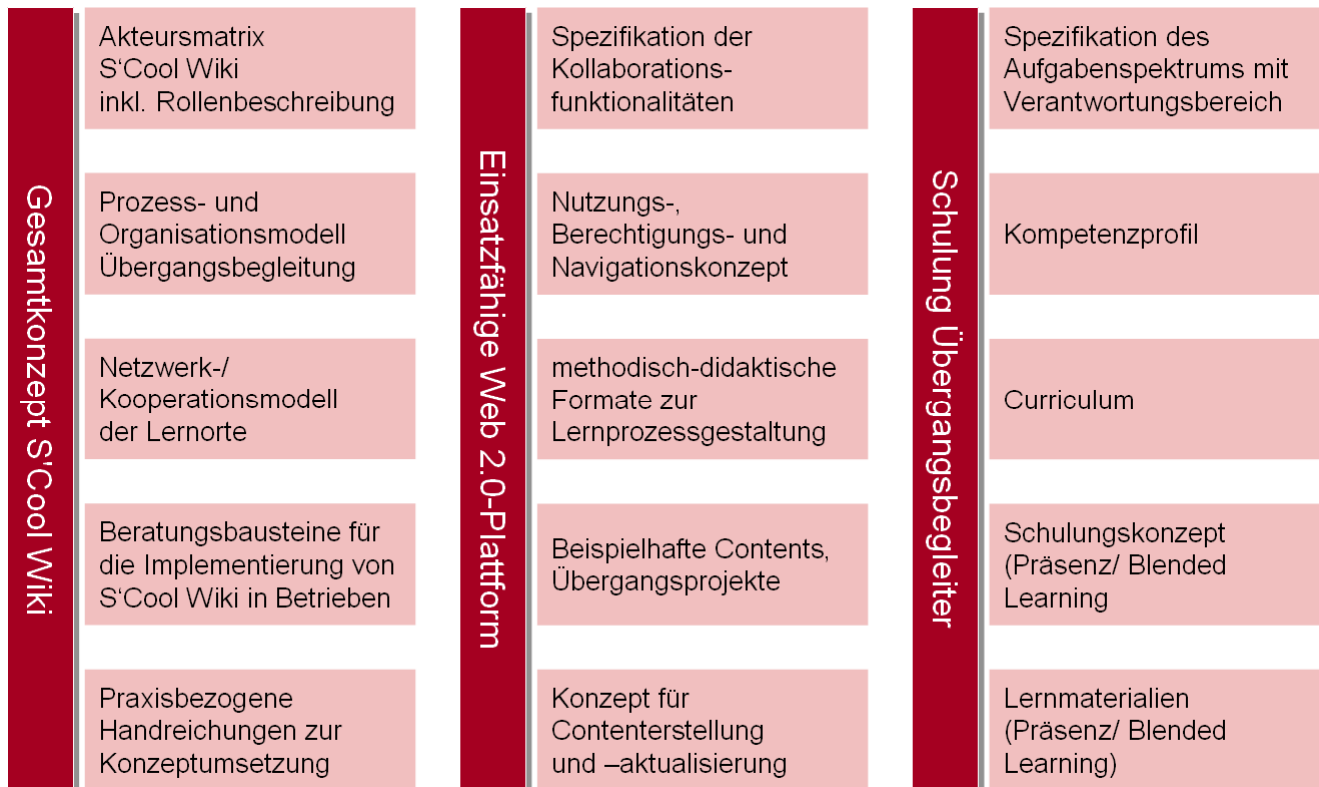 Gesamtkonzept S'Cool Wiki
Akteursmatrix
S‘Cool Wiki
inkl. Rollenbeschreibung
Prozess- und
Organisationsmodell
Übergangsbegleitung
Netzwerk-/
Kooperationsmodell
der Lernorte
Beratungsbausteine für
die Implementierung von
S‘Cool Wiki in Betrieben
Praxisbezogene
Handreichungen zur
Konzeptumsetzung
Einsatzfähige Web 2.0-Plattform
Spezifikation der
Kollaborations-
funktionalitäten
Nutzungs-,
Berechtigungs- und
Navigationskonzept
methodisch-didaktische
Formate zur
Lernprozessgestaltung
Beispielhafte Contents,
Übergangsprojekte
Konzept für
Contenterstellung
und –aktualisierung
Schulung Übergangsbegleiter
Spezifikation des
Aufgabenspektrums mit
Verantwortungsbereich
Kompetenzprofil
Curriculum
Schulungskonzept
(Präsenz/ Blended
Learning
Lernmaterialien
(Präsenz/ Blended
Learning)